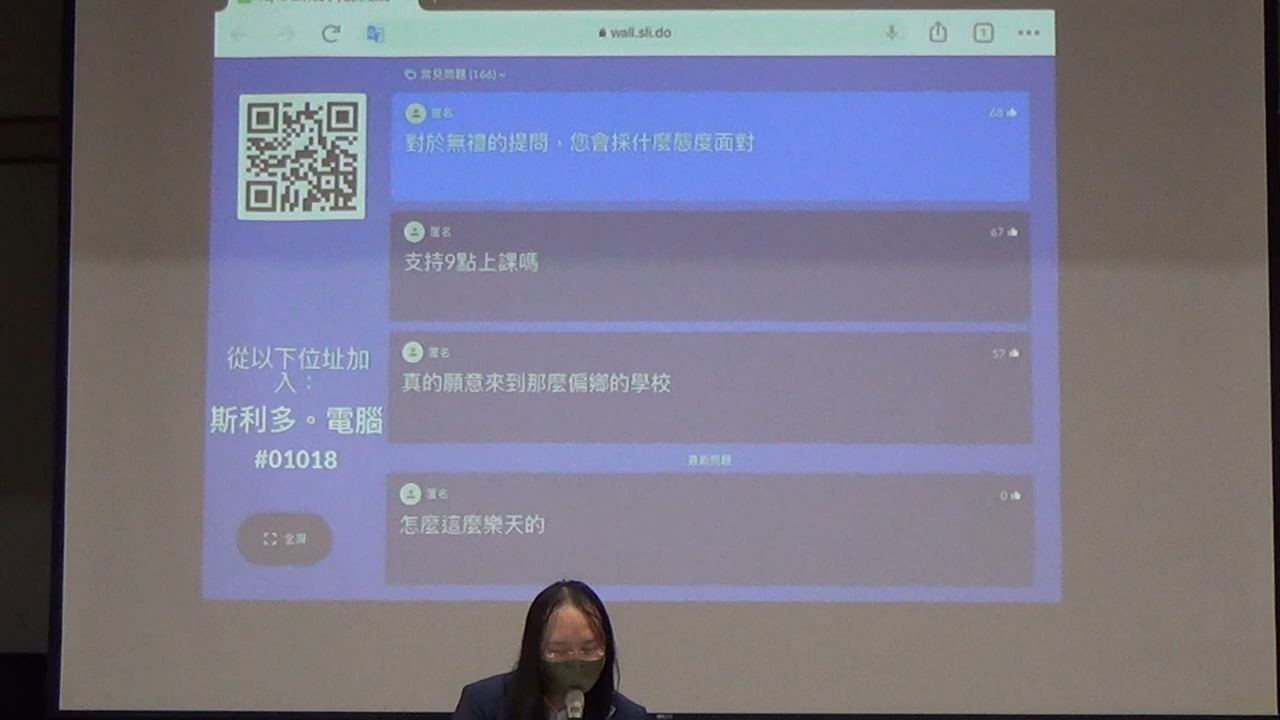 wall.sli.do
常見問題 (166)
匿名
68
對於無禮的提問，您會採什麼態度面對
匿名
67
支持9點上課嗎
匿名
57
真的願意來到那麼偏鄉的學校
最新問題
匿名
0
怎麼這麼樂天的
從以下位址加
入：
斯利多。電腦
#01018
全屏